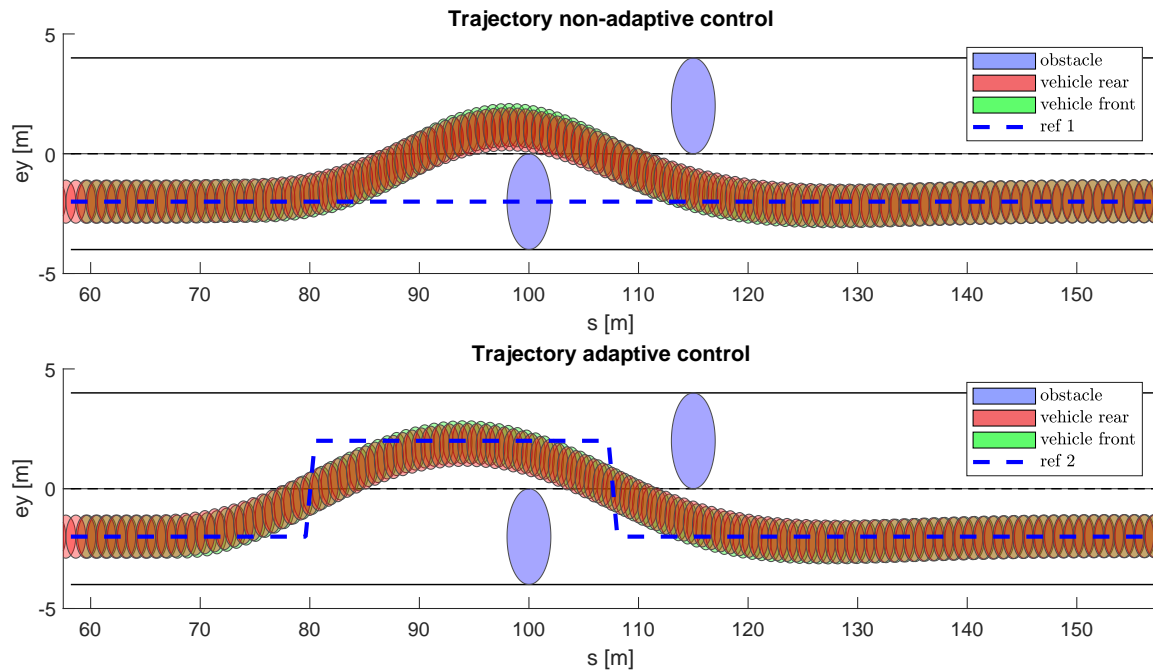 Trajectory non-adaptive control
5
0
-5
ey [m]
obstacle
vehicle rear
vehicle front
ref 1
60 70 80 90 100 110 120 130 140 150
s [m]
Trajectory adaptive control
5
0
-5
ey [m]
obstacle
vehicle rear
vehicle front
ref 2
60 70 80 90 100 110 120 130 140 150
s [m]